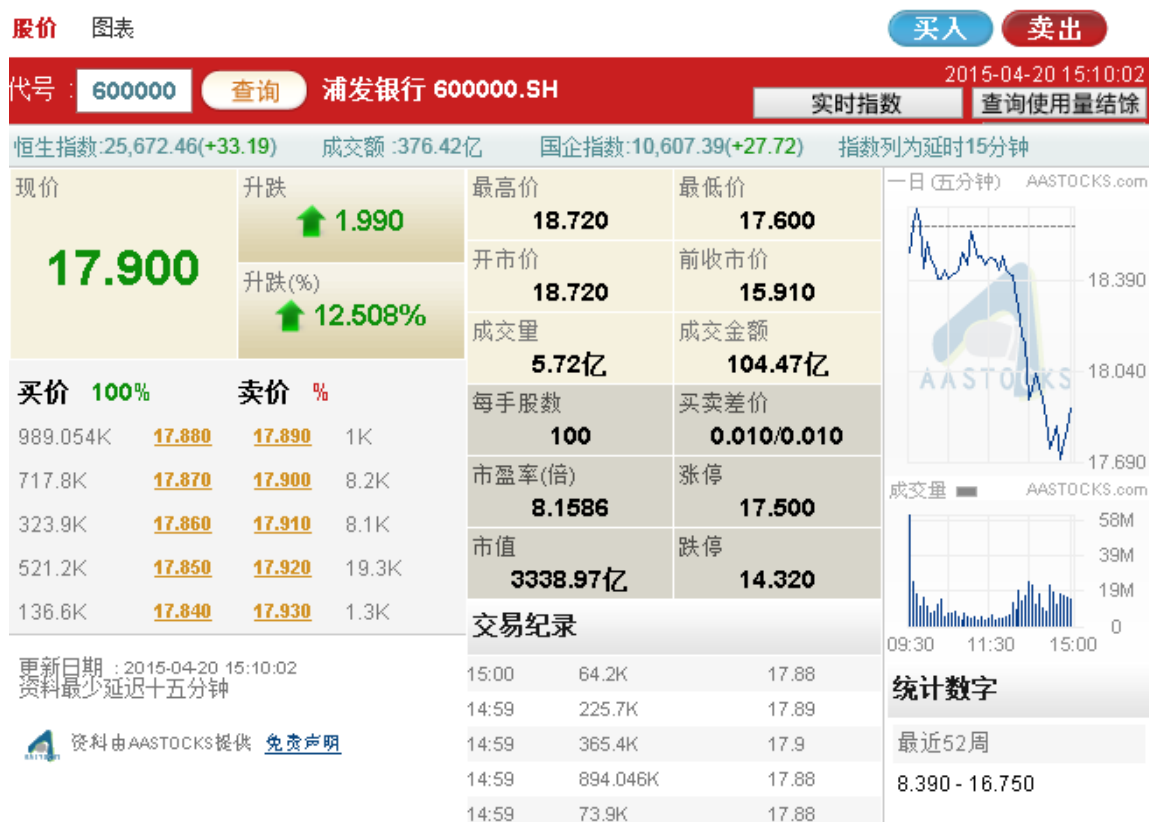 股价 图表 买入 卖出
2015-04-20 15:10:02
代号 : 600000 查询 浦发银行 600000.SH 实时指数 查询使用量结馀
恒生指数:25,672.46(+33.19) 成交额 :376.42亿 国企指数:10,607.39(+27.72) 指数列为延时15分钟
现价
17.900
升跌
1.990
升跌(%)
12.508%
最高价 最低价
18.720 17.600
开市价 前收市价
18.720 15.910
成交量 成交金额
5.72亿 104.47亿
每手股数 买卖差价
100 0.010/0.010
市盈率(倍) 涨停
8.1586 17.500
市值 跌停
3338.97亿 14.320
买价 100% 卖价 %
989.054K 17.880 17.890 1K
717.8K 17.870 17.900 8.2K
323.9K 17.860 17.910 8.1K
521.2K 17.850 17.920 19.3K
136.6K 17.840 17.930 1.3K
更新日期 : 2015-04-20 15:10:02
资料最少延迟十五分钟
AASTOCKS
资料由AASTOCKS提供 免责声明
交易纪录
15:00 64.2K 17.88
14:59 225.7K 17.89
14:59 365.4K 17.9
14:59 894.046K 17.88
14:59 73.9K 17.88
一日 (五分钟) AASTOCKS.com
18.390
18.040
17.690
AASTOCKS
成交量 AASTOCKS.com
58M
39M
19M
0
09:30 11:30 15:00
统计数字
最近52周
8.390 - 16.750